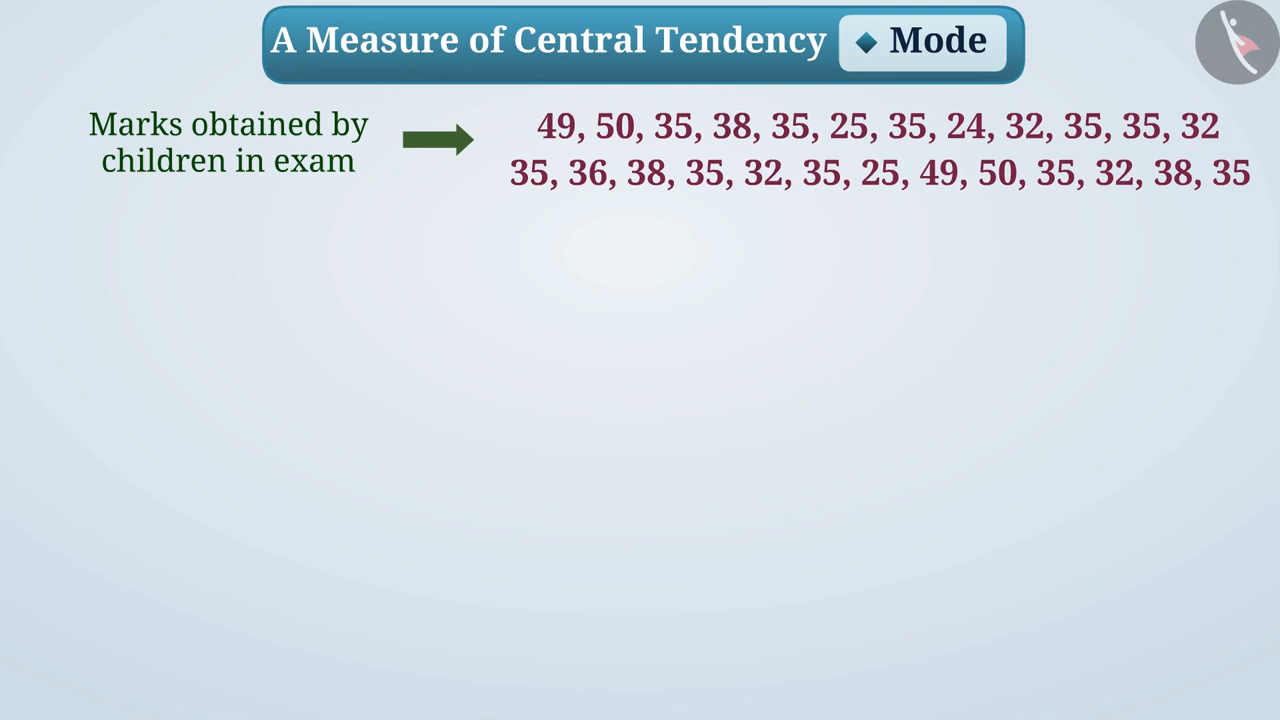 A Measure of Central Tendency ◆ Mode
Marks obtained by
children in exam
49, 50, 35, 38, 35, 25, 35, 24, 32, 35, 35, 32
35, 36, 38, 35, 32, 35, 25, 49, 50, 35, 32, 38, 35